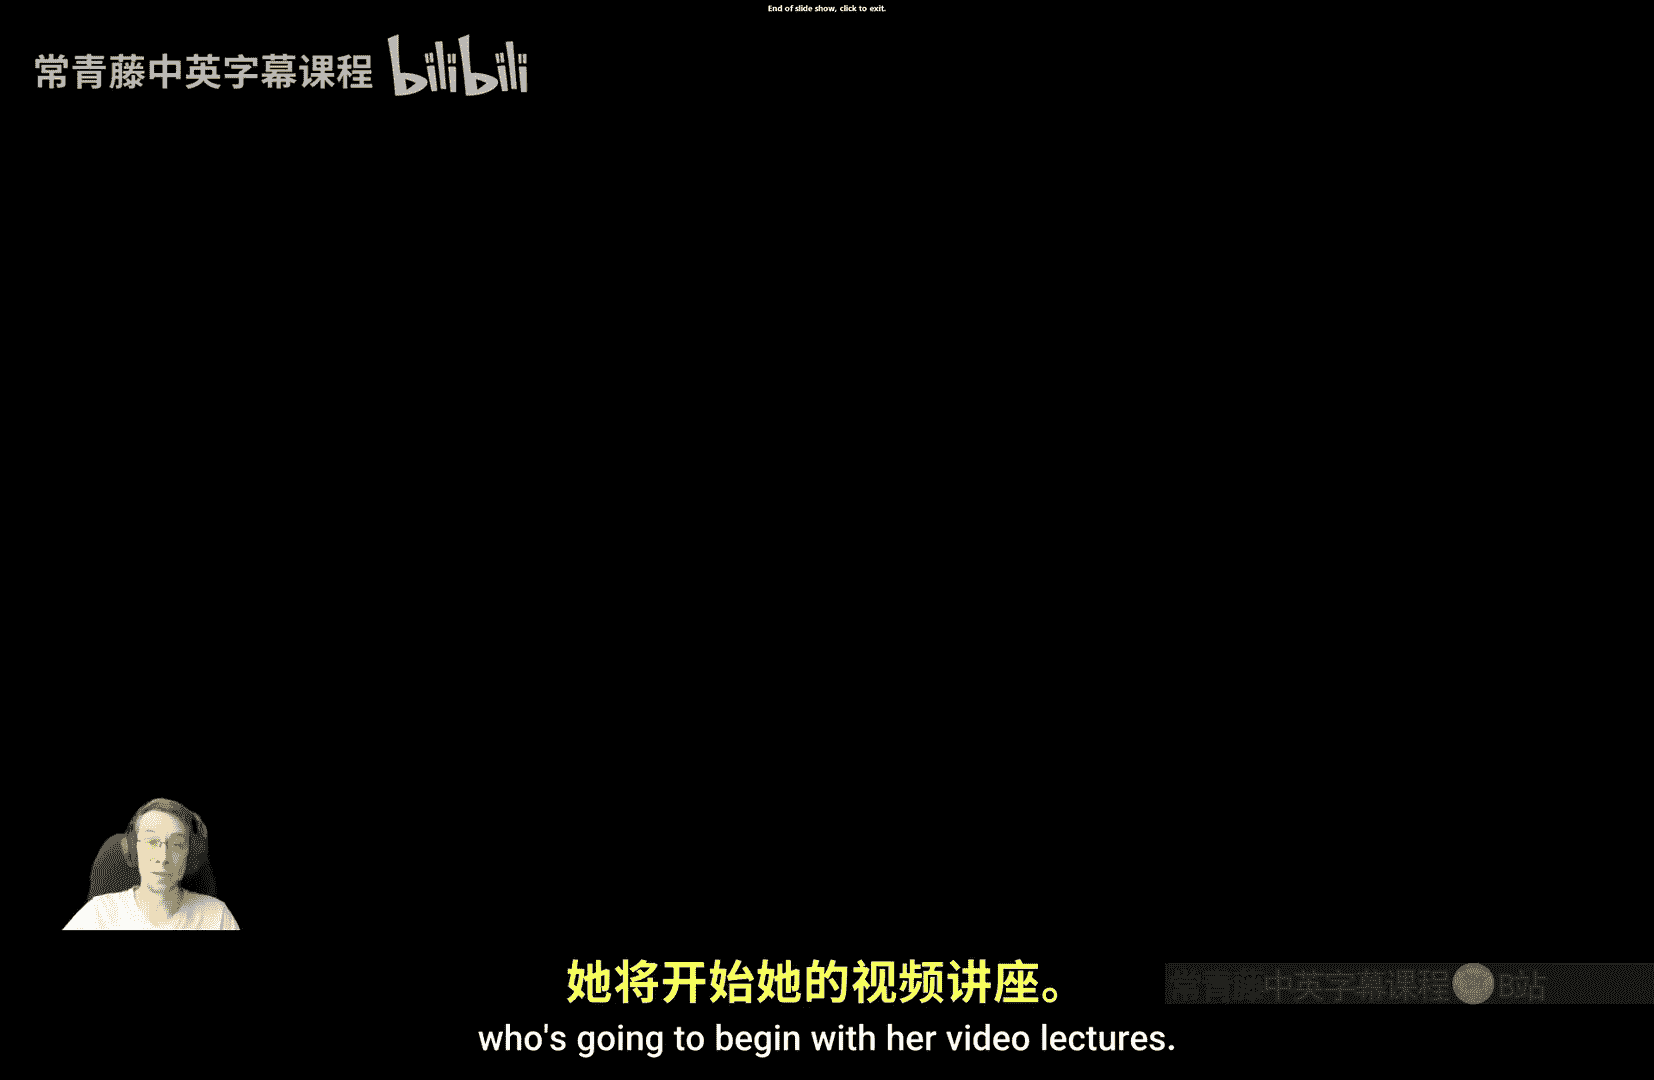 End of slide show, click to exit.
常青藤中英字幕课程 bilibili
她将开始她的视频讲座。
常青藤中英字幕课程 B站
who's going to begin with her video lectures.